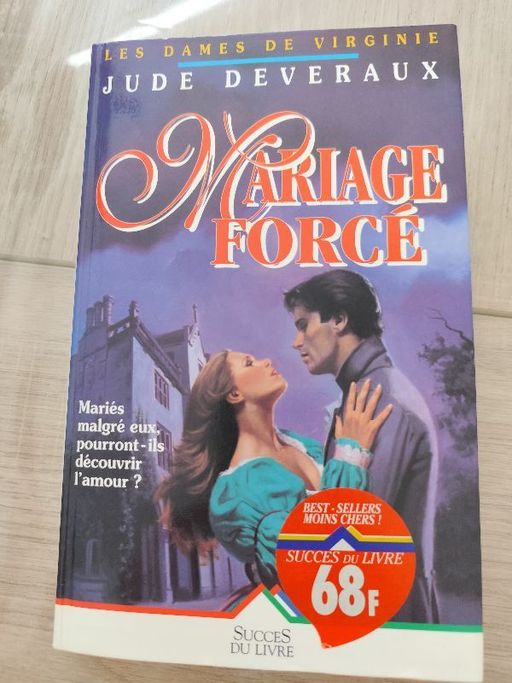 LES DAMES DE VIRGINIE
JUDE DEVERAUX
MARIAGE
FORCÉ
Mariés
malgré eux,
pourront-ils
découvrir
l'amour ?
BEST-SELLERS
MOINS CHERS !
SUCCÈS DU LIVRE
68F
SUCCES
DU LIVRE